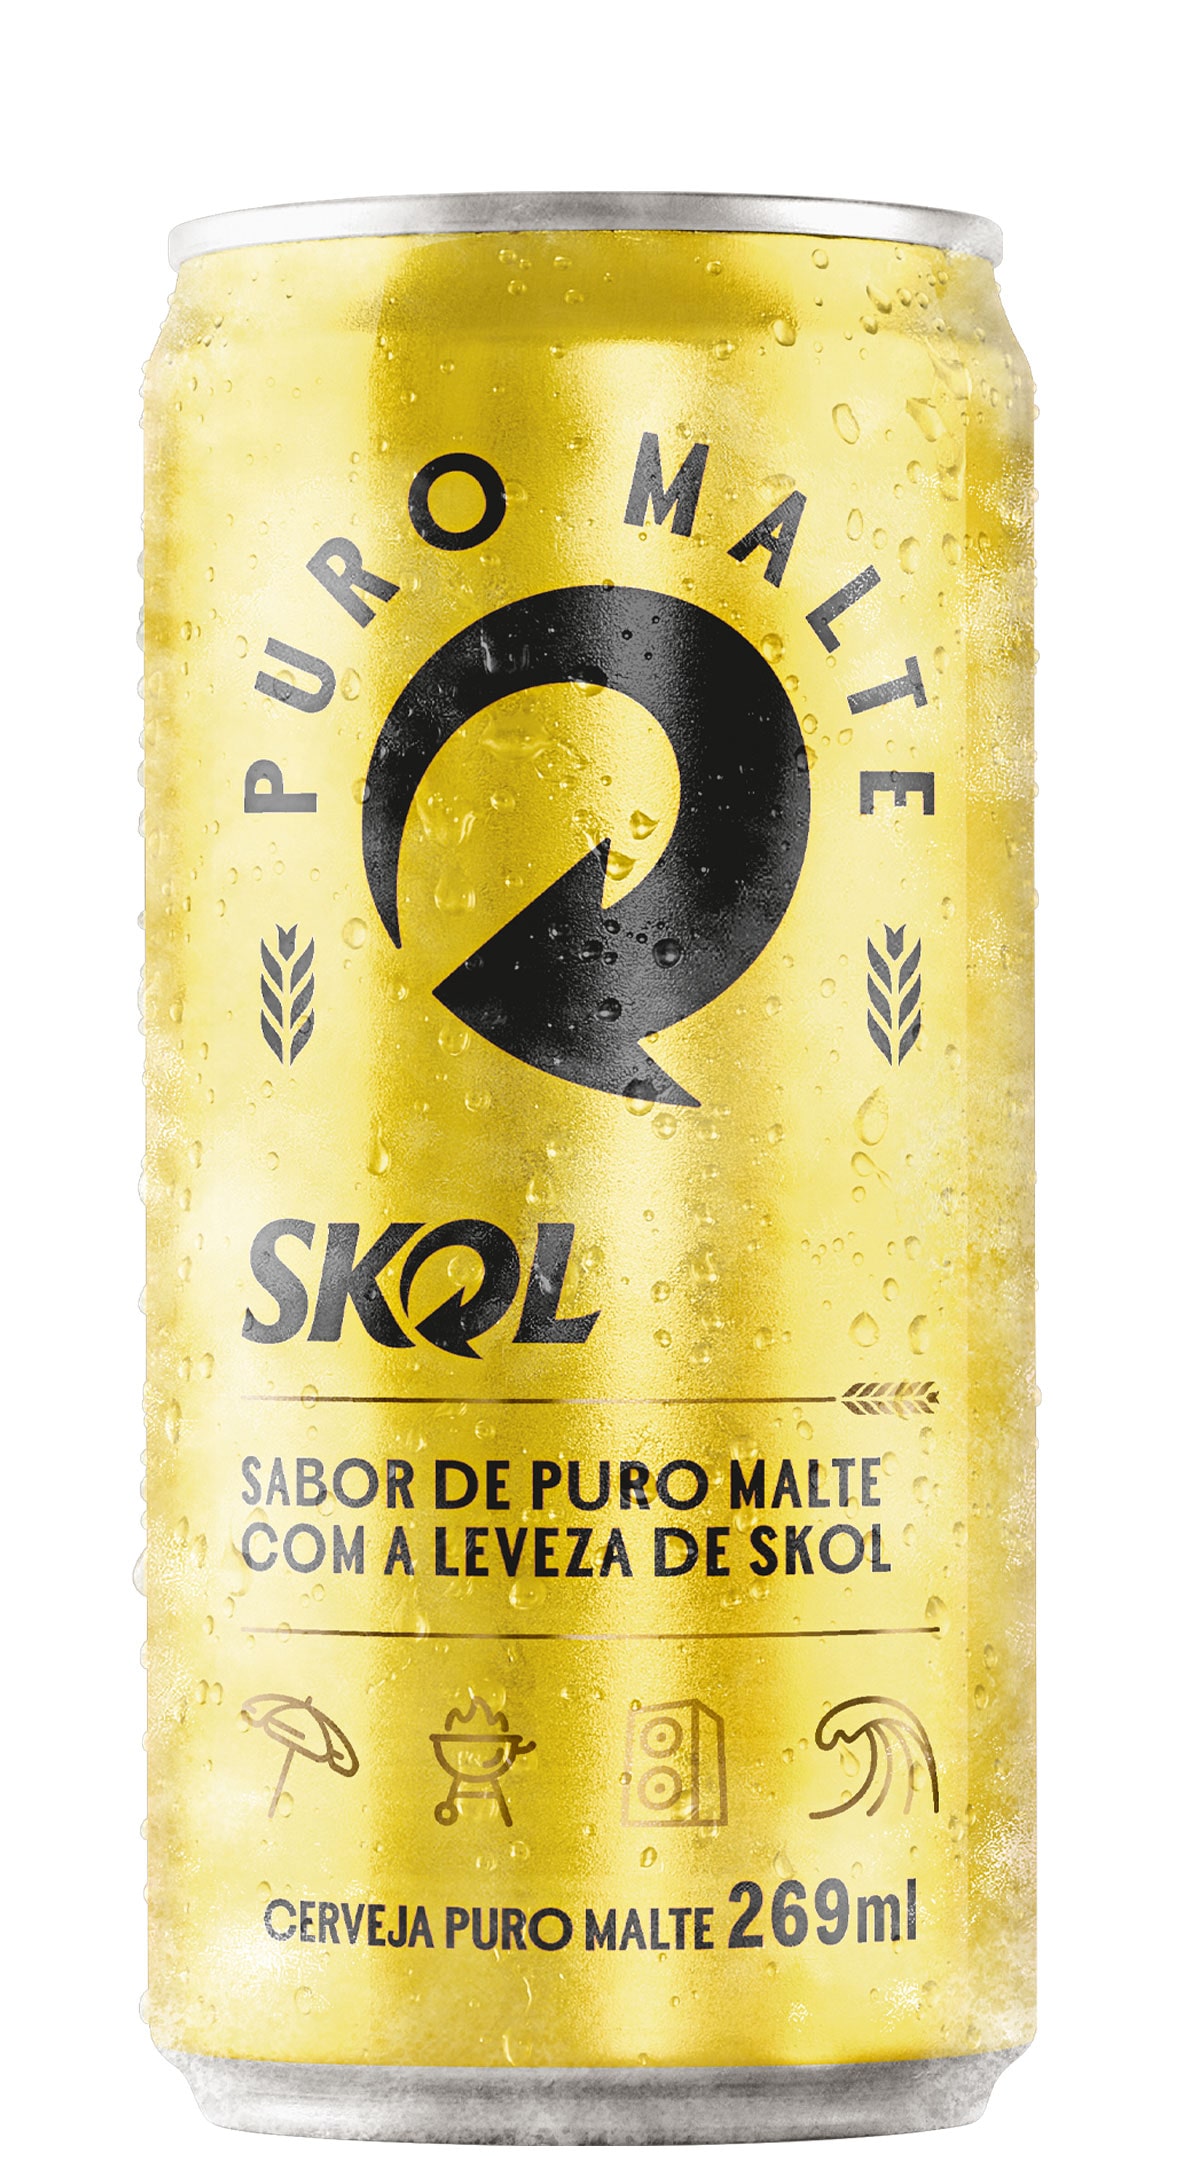 PURO MALTE
SKOL
SABOR DE PURO MALTE
COM A LEVEZA DE SKOL
CERVEJA PURO MALTE 269ml